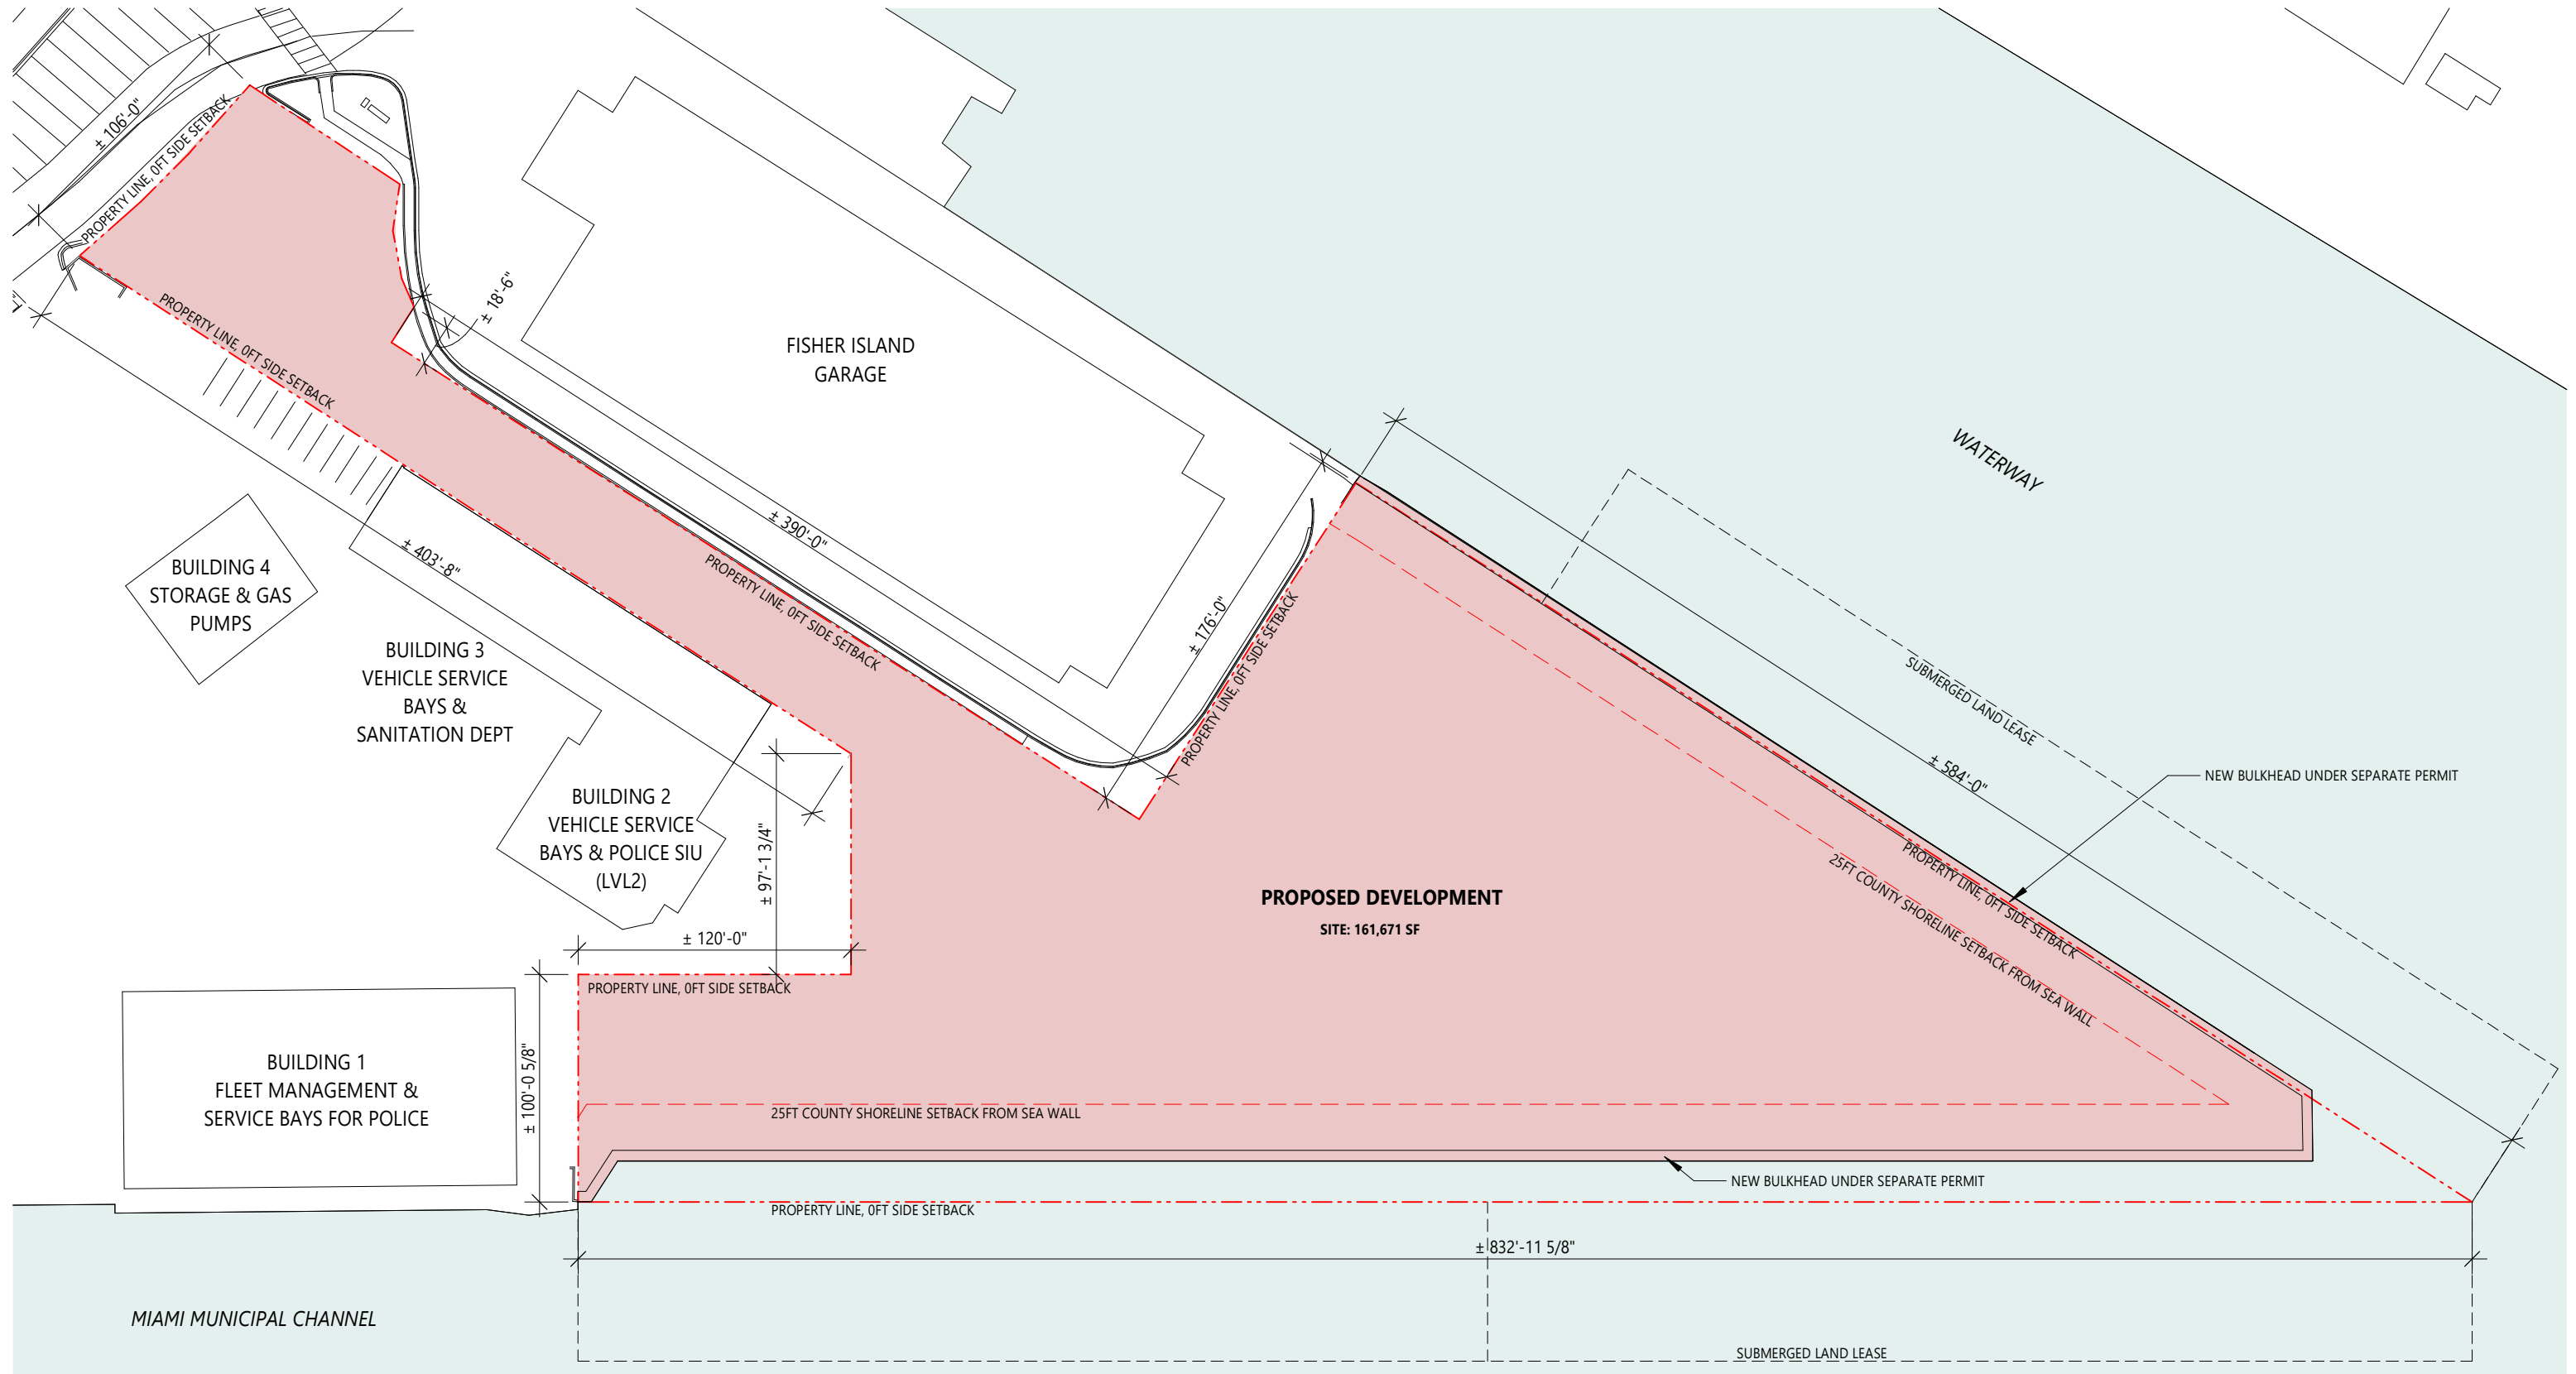 ± 106'-0"
PROPERTY LINE, 0FT SIDE SETBACK
± 18'-6"
PROPERTY LINE, 0FT SIDE SETBACK
FISHER ISLAND
GARAGE
WATERWAY
± 390'-0"
± 403'-8"
PROPERTY LINE, 0FT SIDE SETBACK
± 176'-0"
PROPERTY LINE, 0FT SIDE SETBACK
BUILDING 4
STORAGE & GAS
PUMPS
BUILDING 3
VEHICLE SERVICE
BAYS &
SANITATION DEPT
SUBMERGED LAND LEASE
± 584'-0"
NEW BULKHEAD UNDER SEPARATE PERMIT
BUILDING 2
VEHICLE SERVICE
BAYS & POLICE SIU
(LVL2)
± 97'-1 3/4"
PROPERTY LINE, 0FT SIDE SETBACK
25FT COUNTY SHORELINE SETBACK FROM SEA WALL
PROPOSED DEVELOPMENT
SITE: 161,671 SF
± 120'-0"
PROPERTY LINE, 0FT SIDE SETBACK
BUILDING 1
FLEET MANAGEMENT &
SERVICE BAYS FOR POLICE
± 100'-0 5/8"
25FT COUNTY SHORELINE SETBACK FROM SEA WALL
NEW BULKHEAD UNDER SEPARATE PERMIT
PROPERTY LINE, 0FT SIDE SETBACK
± 832'-11 5/8"
MIAMI MUNICIPAL CHANNEL
SUBMERGED LAND LEASE